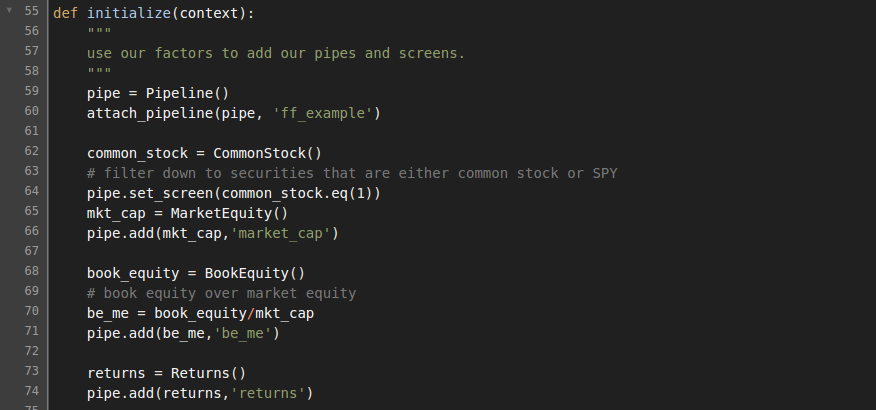 55 def initialize(context):
56     """
57     use our factors to add our pipes and screens.
58     """
59     pipe = Pipeline()
60     attach_pipeline(pipe, 'ff_example')
61
62     common_stock = CommonStock()
63     # filter down to securities that are either common stock or SPY
64     pipe.set_screen(common_stock.eq(1))
65     mkt_cap = MarketEquity()
66     pipe.add(mkt_cap,'market_cap')
67
68     book_equity = BookEquity()
69     # book equity over market equity
70     be_me = book_equity/mkt_cap
71     pipe.add(be_me,'be_me')
72
73     returns = Returns()
74     pipe.add(returns,'returns')
75